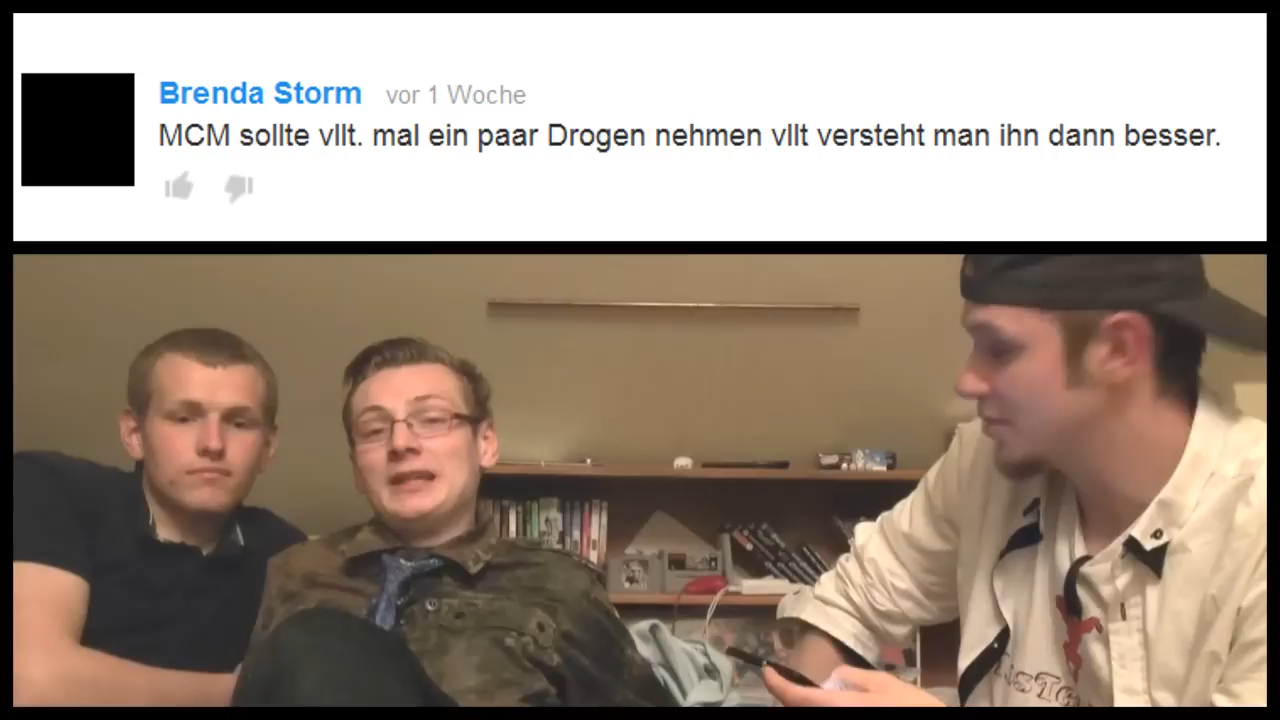 Brenda Storm vor 1 Woche
MCM sollte vllt. mal ein paar Drogen nehmen vllt versteht man ihn dann besser.